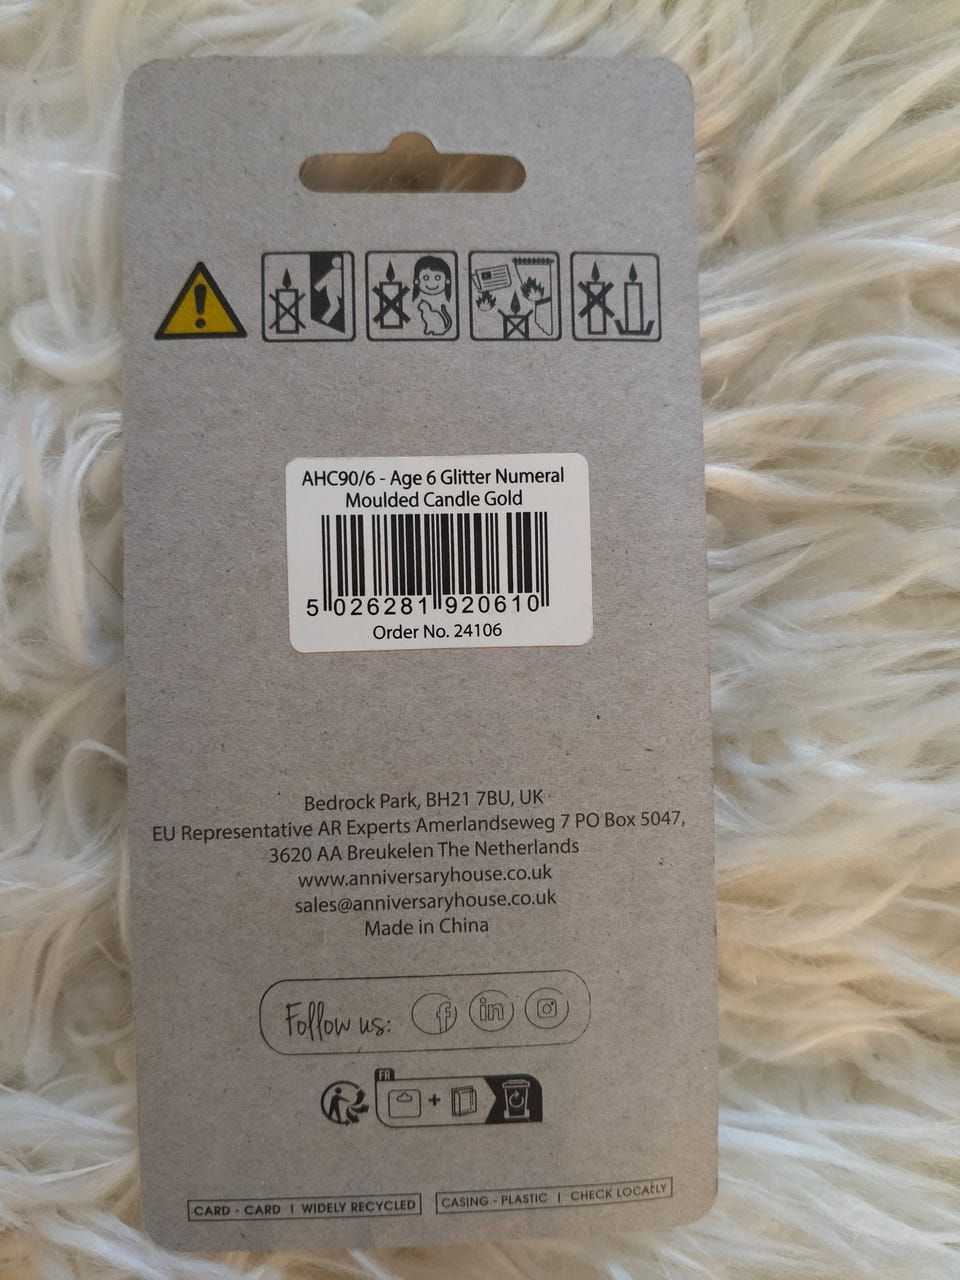 AHC90/6 - Age 6 Glitter Numeral
Moulded Candle Gold
5 026281 920610
Order No. 24106
Bedrock Park, BH21 7BU, UK
EU Representative AR Experts Amerlandseweg 7 PO Box 5047,
3620 AA Breukelen The Netherlands
www.anniversaryhouse.co.uk
sales@anniversaryhouse.co.uk
Made in China
Follow us: f in
FR
+
CARD - CARD | WIDELY RECYCLED
CASING - PLASTIC | CHECK LOCALLY